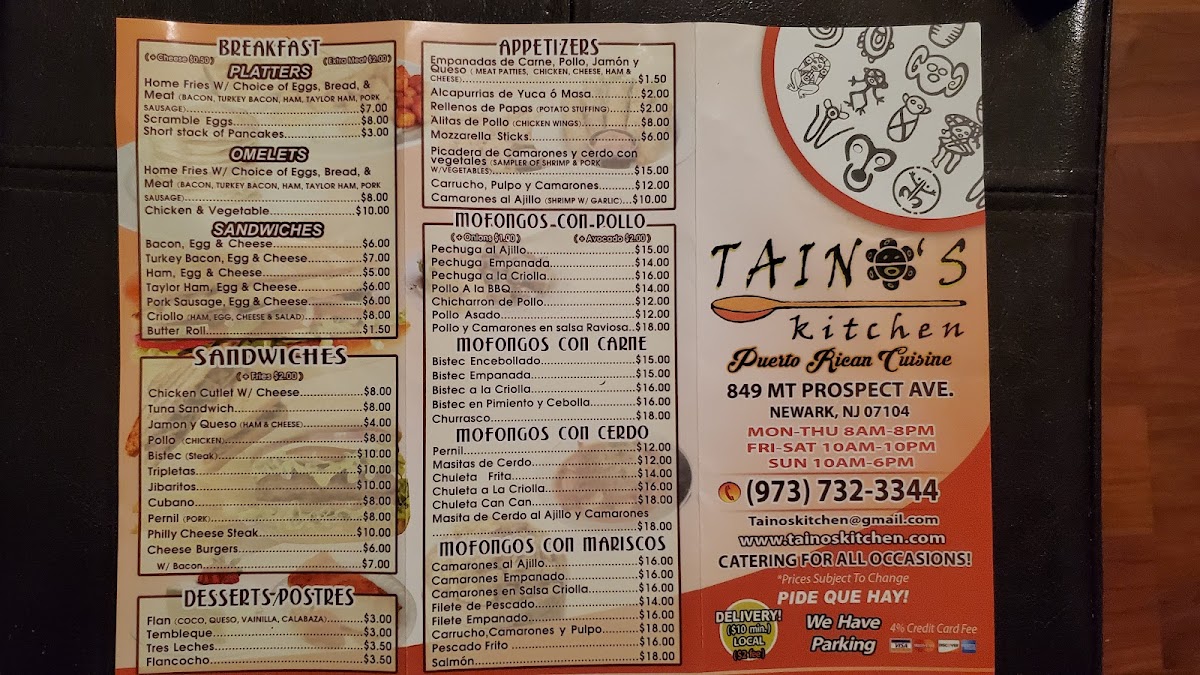 BREAKFAST
(+Cheese $0.50) (Extra Meat $2.00)
PLATTERS
Home Fries W/ Choice of Eggs, Bread, &
Meat (BACON, TURKEY BACON, HAM, TAYLOR HAM, PORK
SAUSAGE)...$7.00
Scramble Eggs...$8.00
Short stack of Pancakes...$3.00
OMELETS
Home Fries W/ Choice of Eggs, Bread, &
Meat (BACON, TURKEY BACON, HAM, TAYLOR HAM, PORK
SAUSAGE)...$8.00
Chicken & Vegetable...$10.00
SANDWICHES
Bacon, Egg & Cheese...$6.00
Turkey Bacon, Egg & Cheese...$7.00
Ham, Egg & Cheese...$5.00
Taylor Ham, Egg & Cheese...$6.00
Pork Sausage, Egg & Cheese...$6.00
Criollo (HAM, EGG, CHEESE & SALAD)...$8.00
Butter Roll...$1.50
SANDWICHES
(+Fries $2.00)
Chicken Cutlet W/ Cheese...$8.00
Tuna Sandwich...$8.00
Jamon y Queso (HAM & CHEESE)...$4.00
Pollo (CHICKEN)...$8.00
Bistec (Steak)...$10.00
Tripletas...$10.00
Jibaritos...$10.00
Cubano...$8.00
Pernil (PORK)...$8.00
Philly Cheese Steak...$10.00
Cheese Burgers...$6.00
W/ Bacon...$7.00
DESSERTS/POSTRES
Flan (COCO, QUESO, VAINILLA, CALABAZA)...$3.00
Tembleque...$3.00
Tres Leches...$3.50
Flancocho...$3.50
APPETIZERS
Empanadas de Carne, Pollo, Jamón y
Queso ( MEAT PATTIES, CHICKEN, CHEESE, HAM &
CHEESE)...$1.50
Alcapurrias de Yuca ó Masa...$2.00
Rellenos de Papas (POTATO STUFFING)...$2.00
Alitas de Pollo (CHICKEN WINGS)...$8.00
Mozzarella Sticks...$6.00
Picadera de Camarones y cerdo con
vegetales (SAMPLER OF SHRIMP & PORK
W/VEGETABLES)...$15.00
Carrucho, Pulpo y Camarones...$12.00
Camarones al Ajillo (SHRIMP W/ GARLIC)...$10.00
MOFONGOS CON POLLO
(+ Onions $1.00) (+ Avocado $2.00)
Pechuga al Ajillo...$15.00
Pechuga Empanada...$14.00
Pechuga a la Criolla...$16.00
Pollo A la BBQ...$14.00
Chicharron de Pollo...$12.00
Pollo Asado...$12.00
Pollo y Camarones en salsa Raviosa..$18.00
MOFONGOS CON CARNE
Bistec Encebollado...$15.00
Bistec Empanada...$15.00
Bistec a la Criolla...$16.00
Bistec en Pimiento y Cebolla...$16.00
Churrasco...$18.00
MOFONGOS CON CERDO
Pernil...$12.00
Masitas de Cerdo...$12.00
Chuleta Frita...$14.00
Chuleta a La Criolla...$16.00
Chuleta Can Can...$18.00
Masita de Cerdo al Ajillo y Camarones
...$18.00
MOFONGOS CON MARISCOS
Camarones al Ajillo...$16.00
Camarones Empanado...$16.00
Camarones en Salsa Criolla...$16.00
Filete de Pescado...$14.00
Filete Empanado...$16.00
Carrucho,Camarones y Pulpo...$18.00
Pescado Frito...$16.00
Salmón...$18.00
TAINO'S
kitchen
Puerto Rican Cuisine
849 MT PROSPECT AVE.
NEWARK, NJ 07104
MON-THU 8AM-8PM
FRI-SAT 10AM-10PM
SUN 10AM-6PM
(973) 732-3344
Tainoskitchen@gmail.com
www.tainoskitchen.com
CATERING FOR ALL OCCASIONS!
*Prices Subject To Change
PIDE QUE HAY!
DELIVERY!
($10 min.)
LOCAL
($2 fee)
We Have
Parking
4% Credit Card Fee
VISA